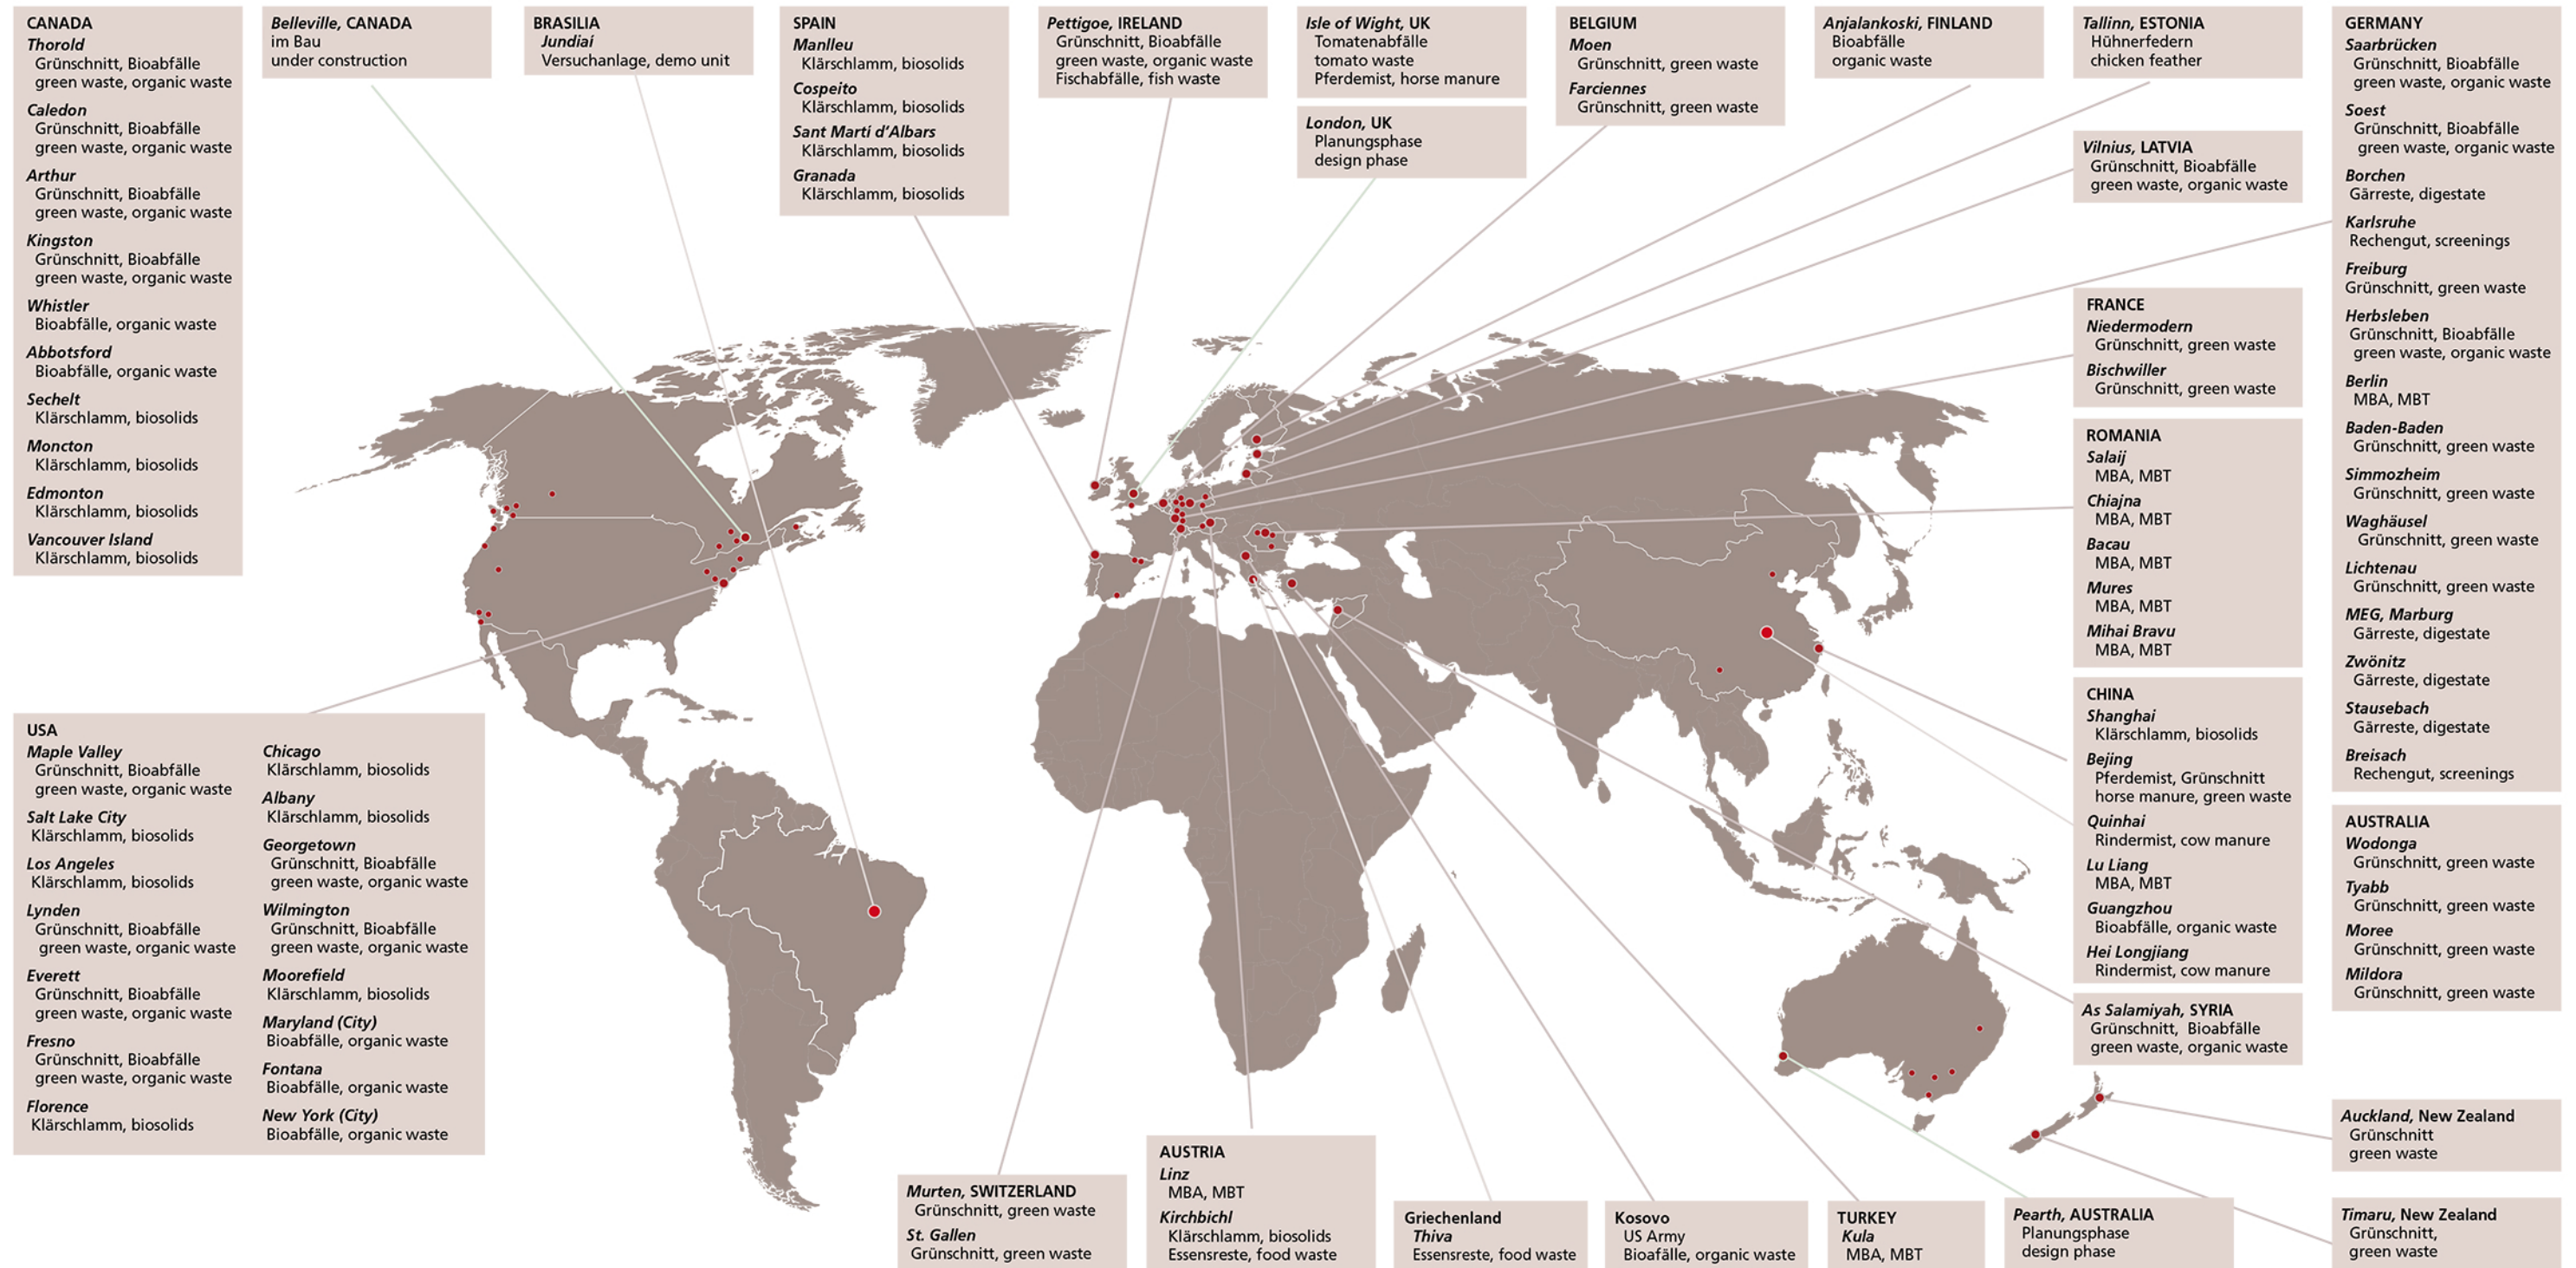 CANADA
Thorold
Grünschnitt, Bioabfälle
green waste, organic waste
Caledon
Grünschnitt, Bioabfälle
green waste, organic waste
Arthur
Grünschnitt, Bioabfälle
green waste, organic waste
Kingston
Grünschnitt, Bioabfälle
green waste, organic waste
Whistler
Bioabfälle, organic waste
Abbotsford
Bioabfälle, organic waste
Sechelt
Klärschlamm, biosolids
Moncton
Klärschlamm, biosolids
Edmonton
Klärschlamm, biosolids
Vancouver Island
Klärschlamm, biosolids
Belleville, CANADA
im Bau
under construction
BRASILIA
Jundiaí
Versuchanlage, demo unit
SPAIN
Manlleu
Klärschlamm, biosolids
Cospeito
Klärschlamm, biosolids
Sant Martí d’Albars
Klärschlamm, biosolids
Granada
Klärschlamm, biosolids
Pettigoe, IRELAND
Grünschnitt, Bioabfälle
green waste, organic waste
Fischabfälle, fish waste
Isle of Wight, UK
Tomatenabfälle
tomato waste
Pferdemist, horse manure
London, UK
Planungsphase
design phase
BELGIUM
Moen
Grünschnitt, green waste
Farciennes
Grünschnitt, green waste
Anjalankoski, FINLAND
Bioabfälle
organic waste
Tallinn, ESTONIA
Hühnerfedern
chicken feather
Vilnius, LATVIA
Grünschnitt, Bioabfälle
green waste, organic waste
FRANCE
Niedermodern
Grünschnitt, green waste
Bischwiller
Grünschnitt, green waste
ROMANIA
Salaij
MBA, MBT
Chiajna
MBA, MBT
Bacau
MBA, MBT
Mures
MBA, MBT
Mihai Bravu
MBA, MBT
CHINA
Shanghai
Klärschlamm, biosolids
Bejing
Pferdemist, Grünschnitt
horse manure, green waste
Quinhai
Rindermist, cow manure
Lu Liang
MBA, MBT
Guangzhou
Bioabfälle, organic waste
Hei Longjiang
Rindermist, cow manure
As Salamiyah, SYRIA
Grünschnitt, Bioabfälle
green waste, organic waste
GERMANY
Saarbrücken
Grünschnitt, Bioabfälle
green waste, organic waste
Soest
Grünschnitt, Bioabfälle
green waste, organic waste
Borchen
Gärreste, digestate
Karlsruhe
Rechengut, screenings
Freiburg
Grünschnitt, green waste
Herbsleben
Grünschnitt, Bioabfälle
green waste, organic waste
Berlin
MBA, MBT
Baden-Baden
Grünschnitt, green waste
Simmozheim
Grünschnitt, green waste
Waghäusel
Grünschnitt, green waste
Lichtenau
Grünschnitt, green waste
MEG, Marburg
Gärreste, digestate
Zwönitz
Gärreste, digestate
Stausebach
Gärreste, digestate
Breisach
Rechengut, screenings
AUSTRALIA
Wodonga
Grünschnitt, green waste
Tyabb
Grünschnitt, green waste
Moree
Grünschnitt, green waste
Mildora
Grünschnitt, green waste
USA
Maple Valley
Grünschnitt, Bioabfälle
green waste, organic waste
Salt Lake City
Klärschlamm, biosolids
Los Angeles
Klärschlamm, biosolids
Lynden
Grünschnitt, Bioabfälle
green waste, organic waste
Everett
Grünschnitt, Bioabfälle
green waste, organic waste
Fresno
Grünschnitt, Bioabfälle
green waste, organic waste
Florence
Klärschlamm, biosolids
Chicago
Klärschlamm, biosolids
Albany
Klärschlamm, biosolids
Georgetown
Grünschnitt, Bioabfälle
green waste, organic waste
Wilmington
Grünschnitt, Bioabfälle
green waste, organic waste
Moorefield
Klärschlamm, biosolids
Maryland (City)
Bioabfälle, organic waste
Fontana
Bioabfälle, organic waste
New York (City)
Bioabfälle, organic waste
Murten, SWITZERLAND
Grünschnitt, green waste
St. Gallen
Grünschnitt, green waste
AUSTRIA
Linz
MBA, MBT
Kirchbichl
Klärschlamm, biosolids
Essensreste, food waste
Griechenland
Thiva
Essensreste, food waste
Kosovo
US Army
Bioafälle, organic waste
TURKEY
Kula
MBA, MBT
Pearth, AUSTRALIA
Planungsphase
design phase
Auckland, New Zealand
Grünschnitt
green waste
Timaru, New Zealand
Grünschnitt,
green waste